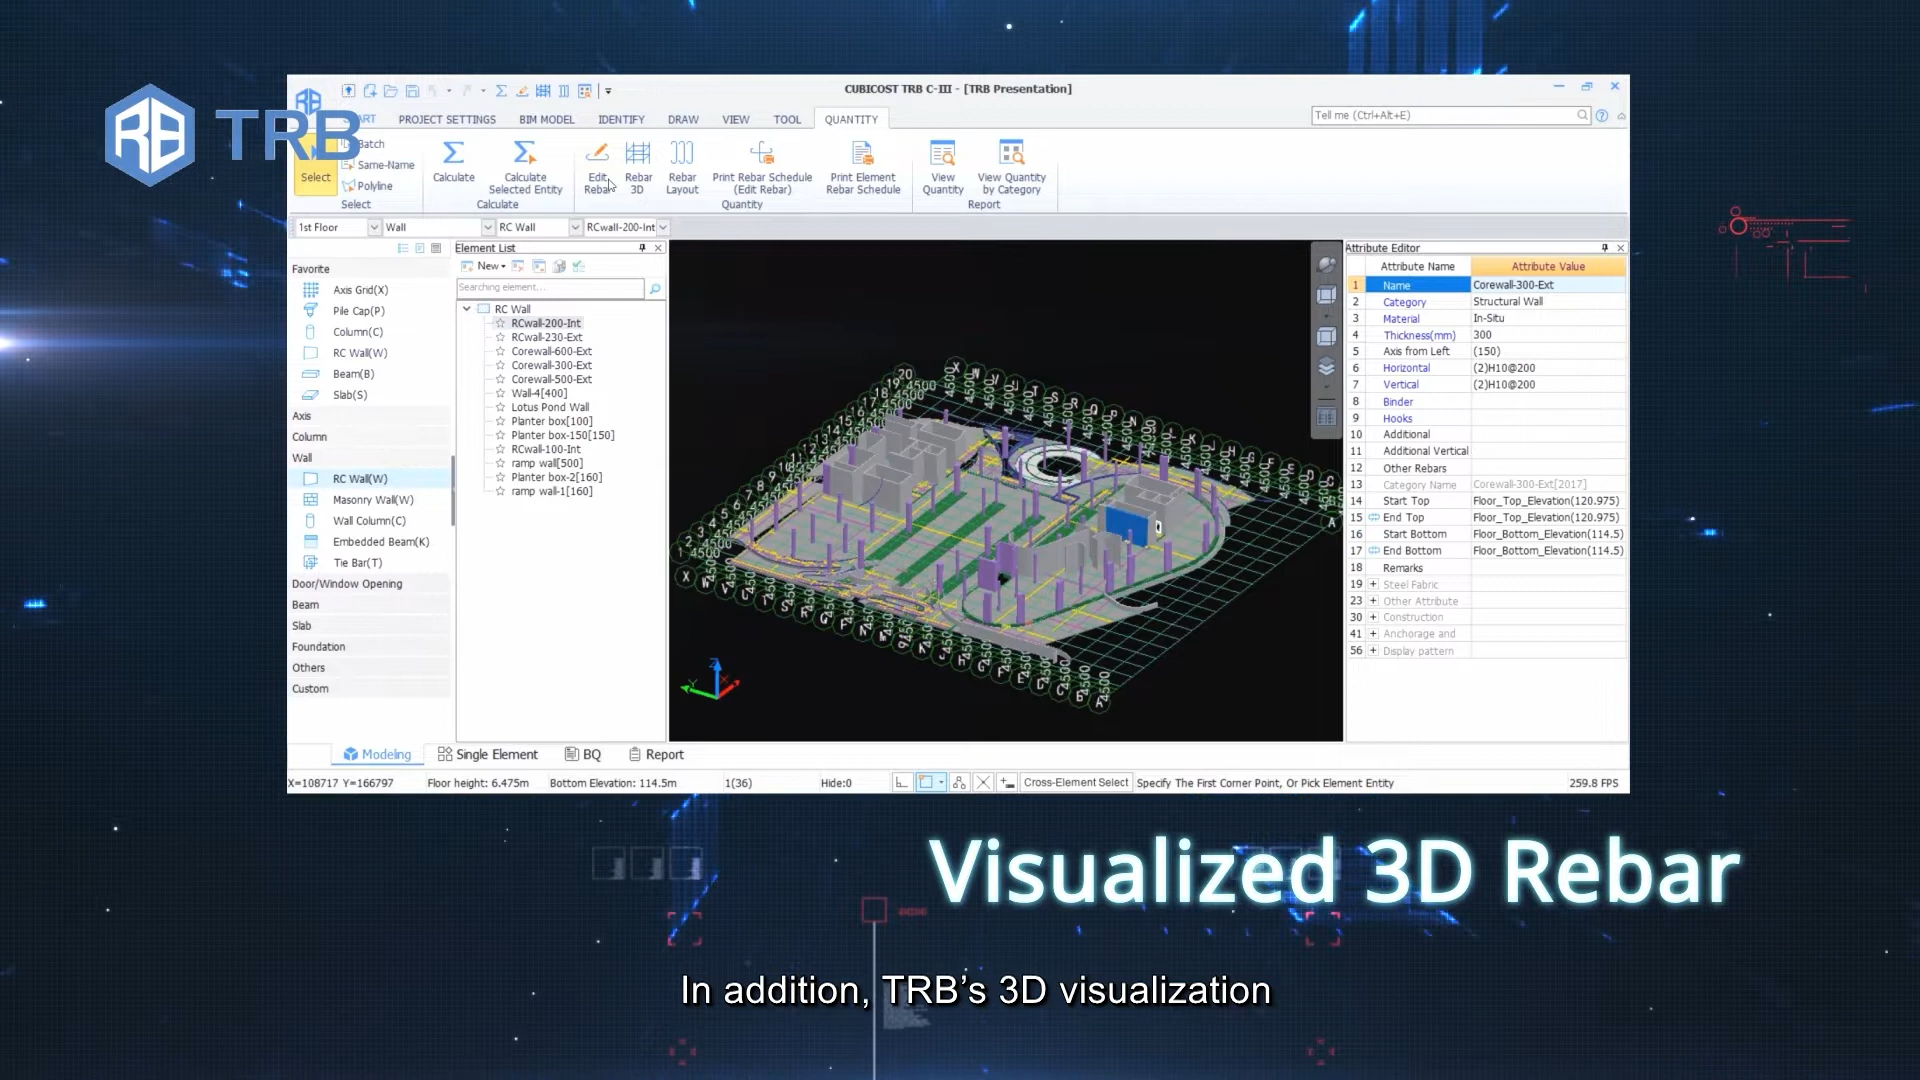 TRB
CUBICOST TRB C-III - [TRB Presentation]
PROJECT SETTINGS BIM MODEL IDENTIFY DRAW VIEW TOOL QUANTITY
Tell me (Ctrl+Alt+E)
Select
Batch
Same-Name
Polyline
Select
Calculate
Calculate
Selected Entity
Calculate
Edit
Rebar
Rebar
3D
Rebar
Layout
Print Rebar Schedule
(Edit Rebar)
Print Element
Rebar Schedule
Quantity
View
Quantity
View Quantity
by Category
Report
1st Floor Wall RC Wall RCwall-200-Int
Favorite
Axis Grid(X)
Pile Cap(P)
Column(C)
RC Wall(W)
Beam(B)
Slab(S)
Axis
Column
Wall
RC Wall(W)
Masonry Wall(W)
Wall Column(C)
Embedded Beam(K)
Tie Bar(T)
Door/Window Opening
Beam
Slab
Foundation
Others
Custom
Element List
New
Searching element...
RC Wall
RCwall-200-Int
RCwall-230-Ext
Corewall-600-Ext
Corewall-300-Ext
Corewall-500-Ext
Wall-4[400]
Lotus Pond Wall
Planter box[100]
Planter box-150[150]
RCwall-100-Int
ramp wall[500]
Planter box-2[160]
ramp wall-1[160]
Attribute Editor
Attribute Name Attribute Value
1 Name Corewall-300-Ext
2 Category Structural Wall
3 Material In-Situ
4 Thickness(mm) 300
5 Axis from Left (150)
6 Horizontal (2)H10@200
7 Vertical (2)H10@200
8 Binder
9 Hooks
10 Additional
11 Additional Vertical
12 Other Rebars
13 Category Name Corewall-300-Ext[2017]
14 Start Top Floor_Top_Elevation(120.975)
15 End Top Floor_Top_Elevation(120.975)
16 Start Bottom Floor_Bottom_Elevation(114.5)
17 End Bottom Floor_Bottom_Elevation(114.5)
18 Remarks
19 + Steel Fabric
23 + Other Attribute
30 + Construction
41 + Anchorage and
56 + Display pattern
Modeling Single Element BQ Report
X=108717 Y=166797 Floor height: 6.475m Bottom Elevation: 114.5m 1(36) Hide:0 Cross-Element Select Specify The First Corner Point, Or Pick Element Entity 259.8 FPS
Visualized 3D Rebar
In addition, TRB's 3D visualization